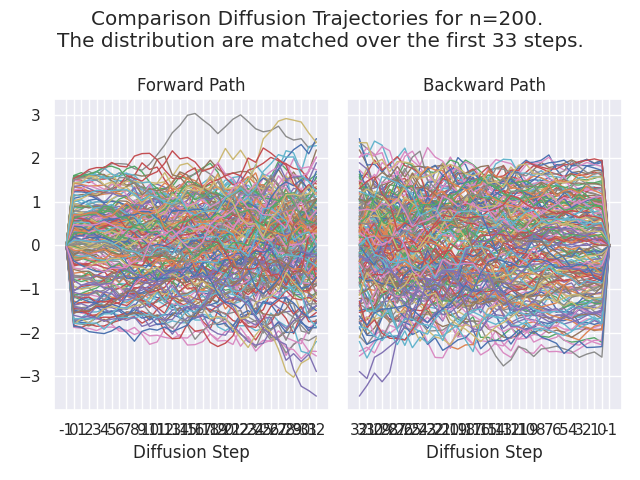 Comparison Diffusion Trajectories for n=200.
The distribution are matched over the first 33 steps.
Forward Path
Backward Path
3
2
1
0
−1
−2
−3
Diffusion Step
Diffusion Step